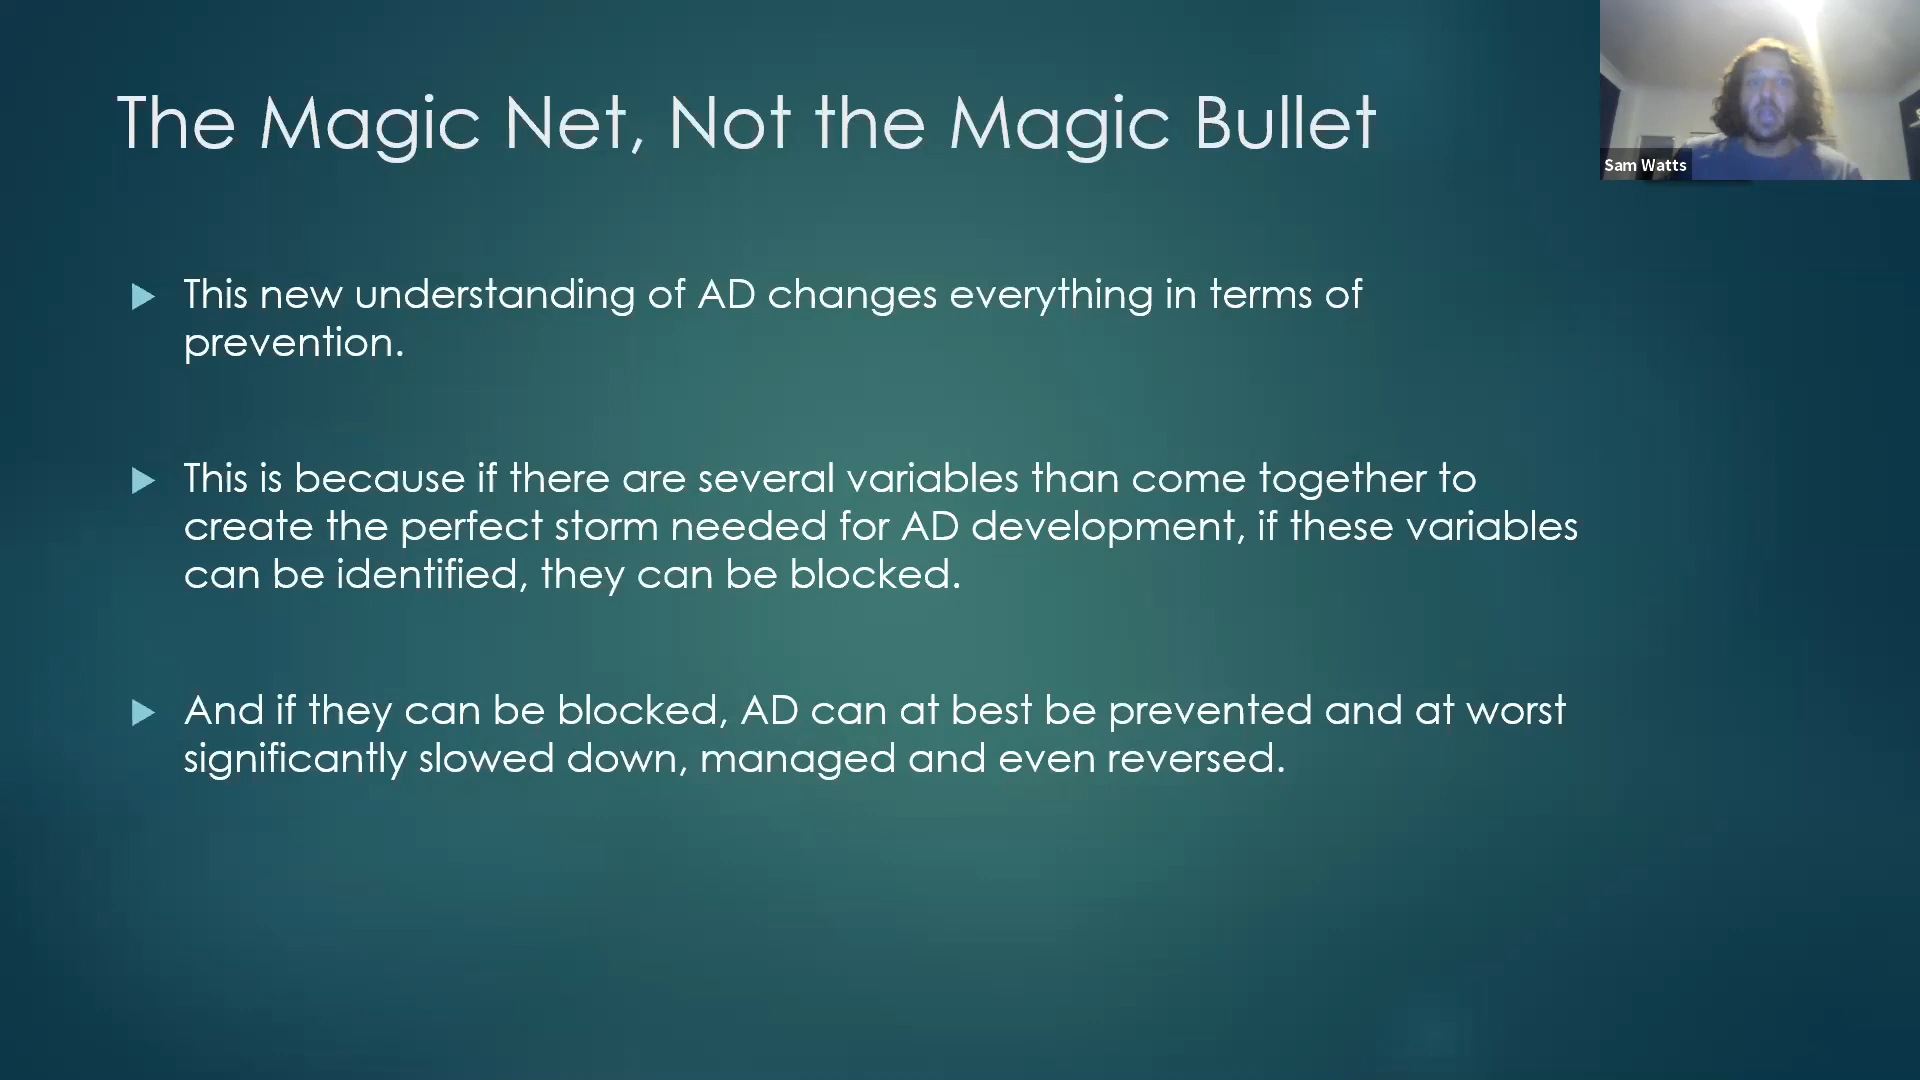 The Magic Net, Not the Magic Bullet
Sam Watts
This new understanding of AD changes everything in terms of
prevention.
This is because if there are several variables than come together to
create the perfect storm needed for AD development, if these variables
can be identified, they can be blocked.
And if they can be blocked, AD can at best be prevented and at worst
significantly slowed down, managed and even reversed.